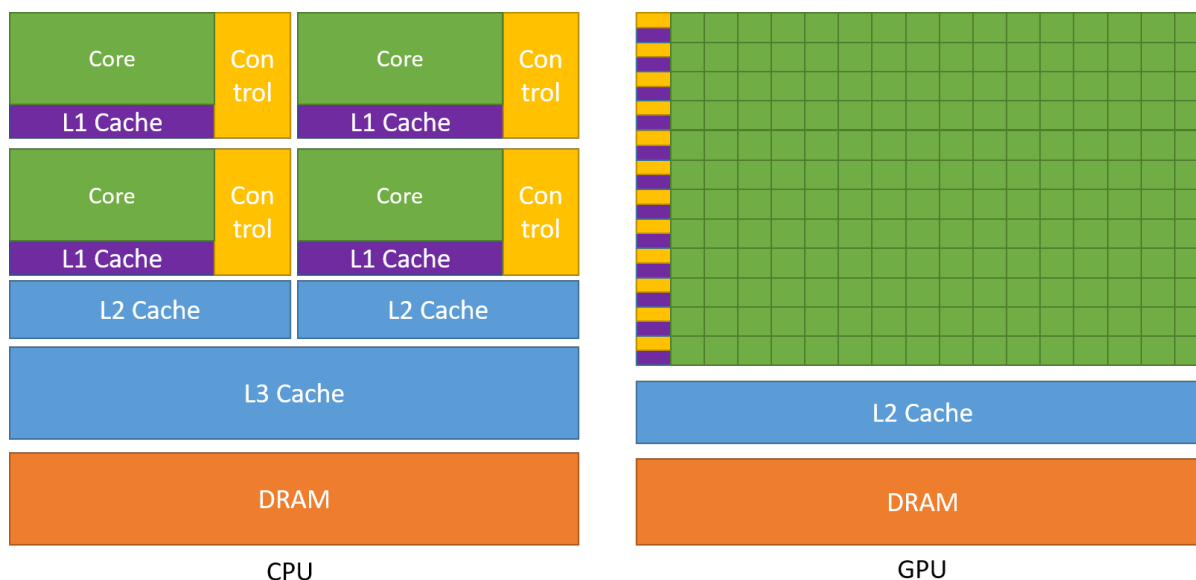 Core
Con
trol
Core
Con
trol
L1 Cache
L1 Cache
Core
Con
trol
Core
Con
trol
L1 Cache
L1 Cache
L2 Cache
L2 Cache
L3 Cache
DRAM
CPU
L2 Cache
DRAM
GPU